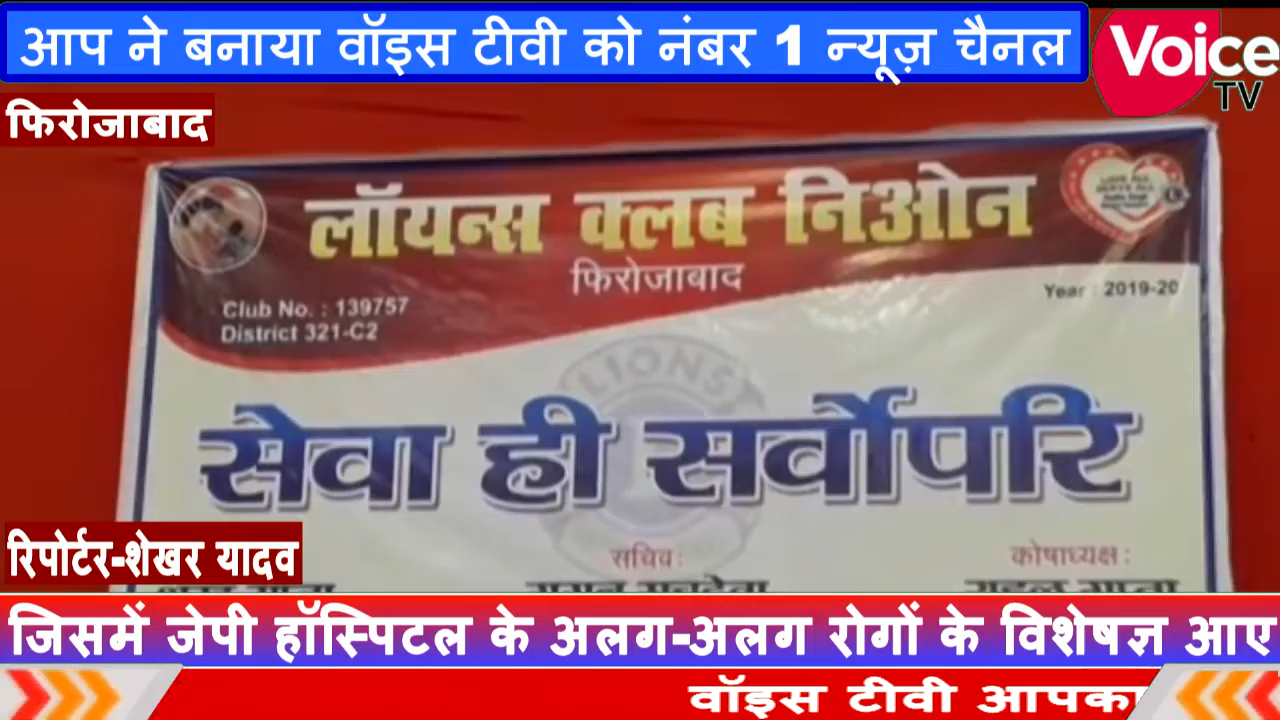 आप ने बनाया वॉइस टीवी को नंबर 1 न्यूज़ चैनल
Voice
TV
फिरोजाबाद
लॉयन्स क्लब निओन
फिरोजाबाद
Club No. : 139757
District 321-C2
Year : 2019-20
LIONS
सेवा ही सर्वोपरि
रिपोर्टर-शेखर यादव
सचिव:
कोषाध्यक्ष:
जिसमें जेपी हॉस्पिटल के अलग-अलग रोगों के विशेषज्ञ आए
वॉइस टीवी आपका